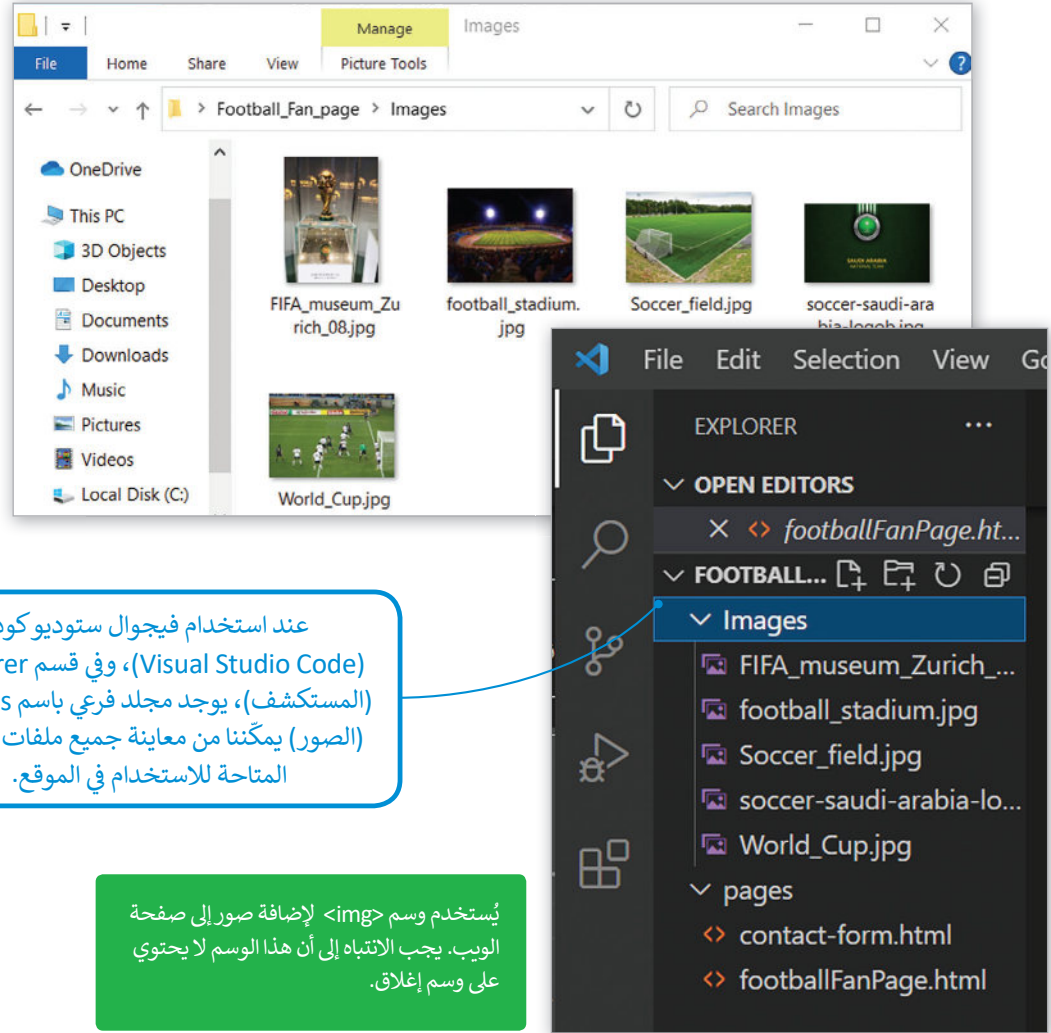 Manage
Images
File Home Share View Picture Tools
Football_Fan_page > Images
Search Images
OneDrive
This PC
3D Objects
Desktop
Documents
Downloads
Music
Pictures
Videos
Local Disk (C:)
FIFA_museum_Zu
rich_08.jpg
football_stadium.
jpg
Soccer_field.jpg
soccer-saudi-ara
World_Cup.jpg
File Edit Selection View
EXPLORER ...
OPEN EDITORS
footballFanPage.ht...
FOOTBALL...
Images
FIFA_museum_Zurich_...
football_stadium.jpg
Soccer_field.jpg
soccer-saudi-arabia-lo...
World_Cup.jpg
pages
contact-form.html
footballFanPage.html
عند استخدام فيجوال ستوديو كود
(Visual Studio Code)، وفي قسم rer
(المستكشف)، يوجد مجلد فرعي باسم s
(الصور) يمكّننا من معاينة جميع ملفات
المتاحة للاستخدام في الموقع.
يُستخدم وسم <img> لإضافة صور إلى صفحة
الويب. يجب الانتباه إلى أن هذا الوسم لا يحتوي
على وسم إغلاق.